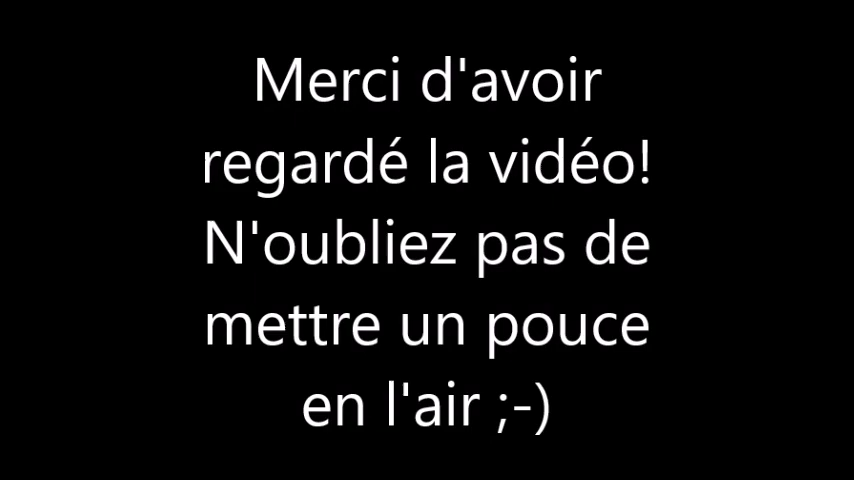 Merci d'avoir
regardé la vidéo!
N'oubliez pas de
mettre un pouce
en l'air ;-)